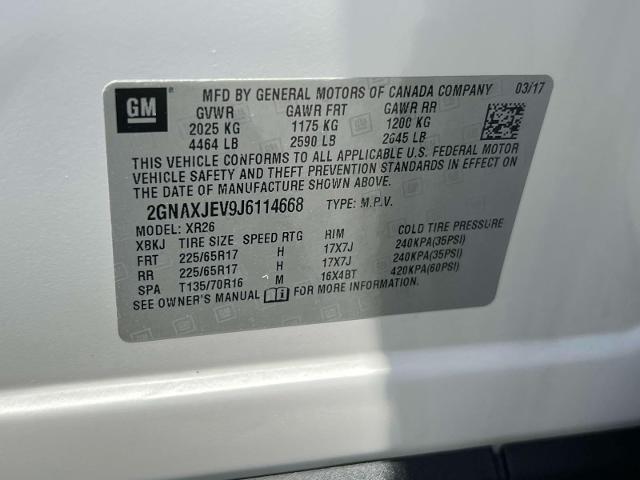 GM
MFD BY GENERAL MOTORS OF CANADA COMPANY 03/17
GVWR GAWR FRT GAWR RR
2025 KG 1175 KG 1200 KG
4464 LB 2590 LB 2645 LB
THIS VEHICLE CONFORMS TO ALL APPLICABLE U.S. FEDERAL MOTOR
VEHICLE SAFETY AND THEFT PREVENTION STANDARDS IN EFFECT ON
THE DATE OF MANUFACTURE SHOWN ABOVE.
2GNAXJEV9J6114668 TYPE: M.P.V.
MODEL: XR26
XBKJ TIRE SIZE SPEED RTG RIM COLD TIRE PRESSURE
FRT 225/65R17 H 17X7J 240KPA(35PSI)
RR 225/65R17 H 17X7J 240KPA(35PSI)
SPA T135/70R16 M 16X4BT 420KPA(60PSI)
SEE OWNER'S MANUAL FOR MORE INFORMATION.